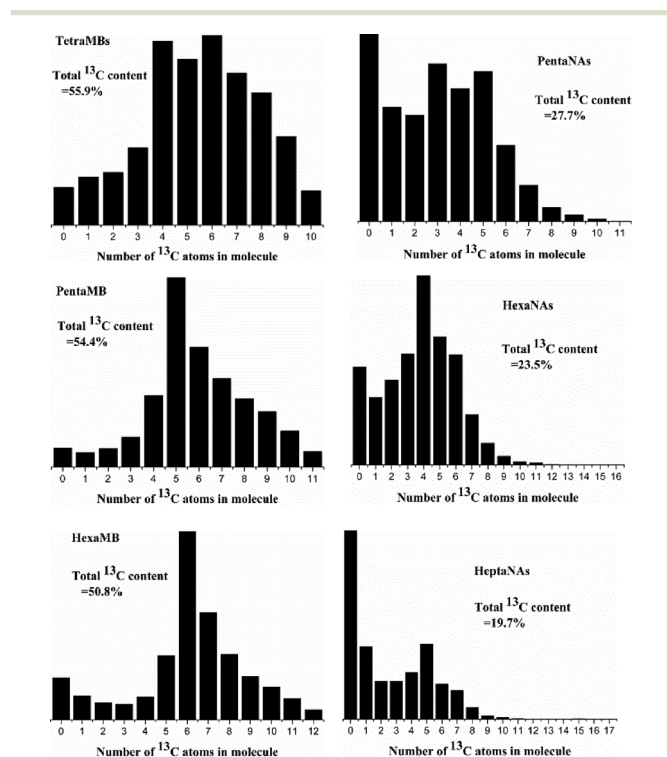 TetraMBs
Total 13C content
=55.9%
0 1 2 3 4 5 6 7 8 9 10
Number of 13C atoms in molecule
PentaNAs
Total 13C content
=27.7%
0 1 2 3 4 5 6 7 8 9 10 11
Number of 13C atoms in molecule
PentaMB
Total 13C content
=54.4%
0 1 2 3 4 5 6 7 8 9 10 11
Number of 13C atoms in molecule
HexaNAs
Total 13C content
=23.5%
0 1 2 3 4 5 6 7 8 9 10 11 12 13 14 15 16
Number of 13C atoms in molecule
HexaMB
Total 13C content
=50.8%
0 1 2 3 4 5 6 7 8 9 10 11 12
Number of 13C atoms in molecule
HeptaNAs
Total 13C content
=19.7%
0 1 2 3 4 5 6 7 8 9 10 11 12 13 14 15 16 17
Number of 13C atoms in molecule